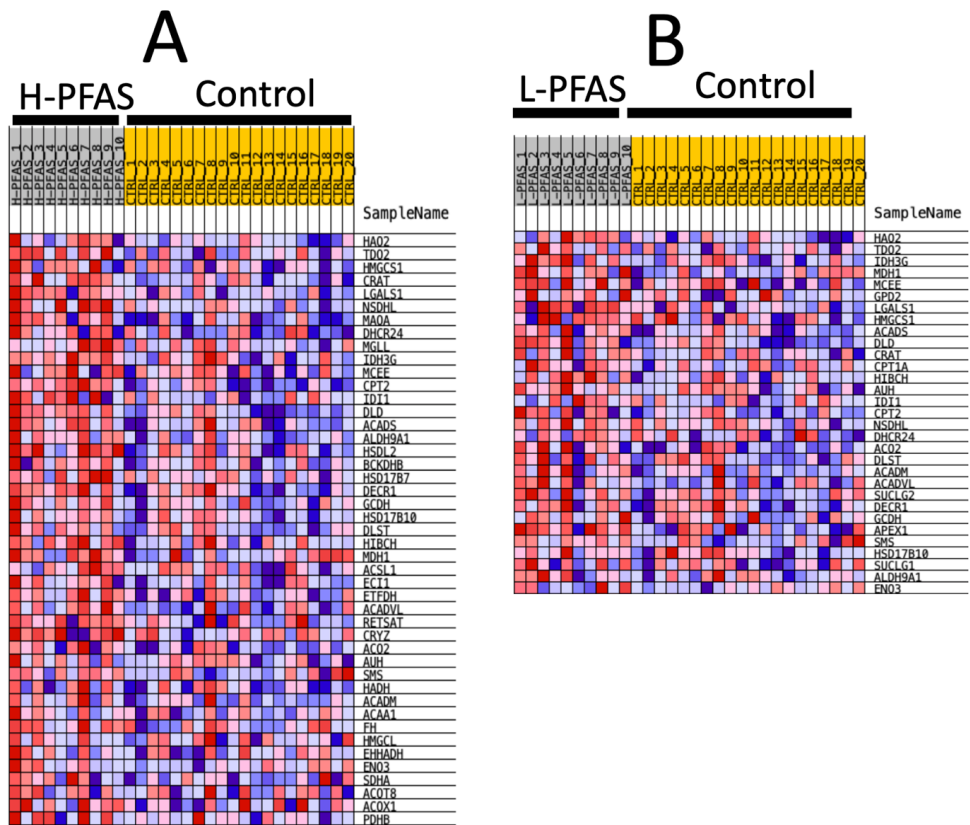 A
H-PFAS Control
H-PFAS_1
H-PFAS_2
H-PFAS_3
H-PFAS_4
H-PFAS_5
H-PFAS_6
H-PFAS_7
H-PFAS_8
H-PFAS_9
H-PFAS_10
CTRL_1
CTRL_2
CTRL_3
CTRL_4
CTRL_5
CTRL_6
CTRL_7
CTRL_8
CTRL_9
CTRL_10
CTRL_11
CTRL_12
CTRL_13
CTRL_14
CTRL_15
CTRL_16
CTRL_17
CTRL_18
CTRL_19
CTRL_20
SampleName
HAO2
TDO2
HMGCS1
CRAT
LGALS1
NSDHL
MAOA
DHCR24
MGLL
IDH3G
MCEE
CPT2
IDI1
DLD
ACADS
ALDH9A1
HSDL2
BCKDHB
HSD17B7
DECR1
GCDH
HSD17B10
DLST
HIBCH
MDH1
ACSL1
ECI1
ETFDH
ACADVL
RETSAT
CRYZ
ACO2
AUH
SMS
HADH
ACADM
ACAA1
FH
HMGCL
EHHADH
ENO3
SDHA
ACOT8
ACOX1
PDHB
B
L-PFAS Control
L-PFAS_1
L-PFAS_2
L-PFAS_3
L-PFAS_4
L-PFAS_5
L-PFAS_6
L-PFAS_7
L-PFAS_8
L-PFAS_9
L-PFAS_10
CTRL_1
CTRL_2
CTRL_3
CTRL_4
CTRL_5
CTRL_6
CTRL_7
CTRL_8
CTRL_9
CTRL_10
CTRL_11
CTRL_12
CTRL_13
CTRL_14
CTRL_15
CTRL_16
CTRL_17
CTRL_18
CTRL_19
CTRL_20
SampleName
HAO2
TDO2
IDH3G
MDH1
MCEE
GPD2
LGALS1
HMGCS1
ACADS
DLD
CRAT
CPT1A
HIBCH
AUH
IDI1
CPT2
NSDHL
DHCR24
ACO2
DLST
ACADM
ACADVL
SUCLG2
DECR1
GCDH
APEX1
SMS
HSD17B10
SUCLG1
ALDH9A1
ENO3